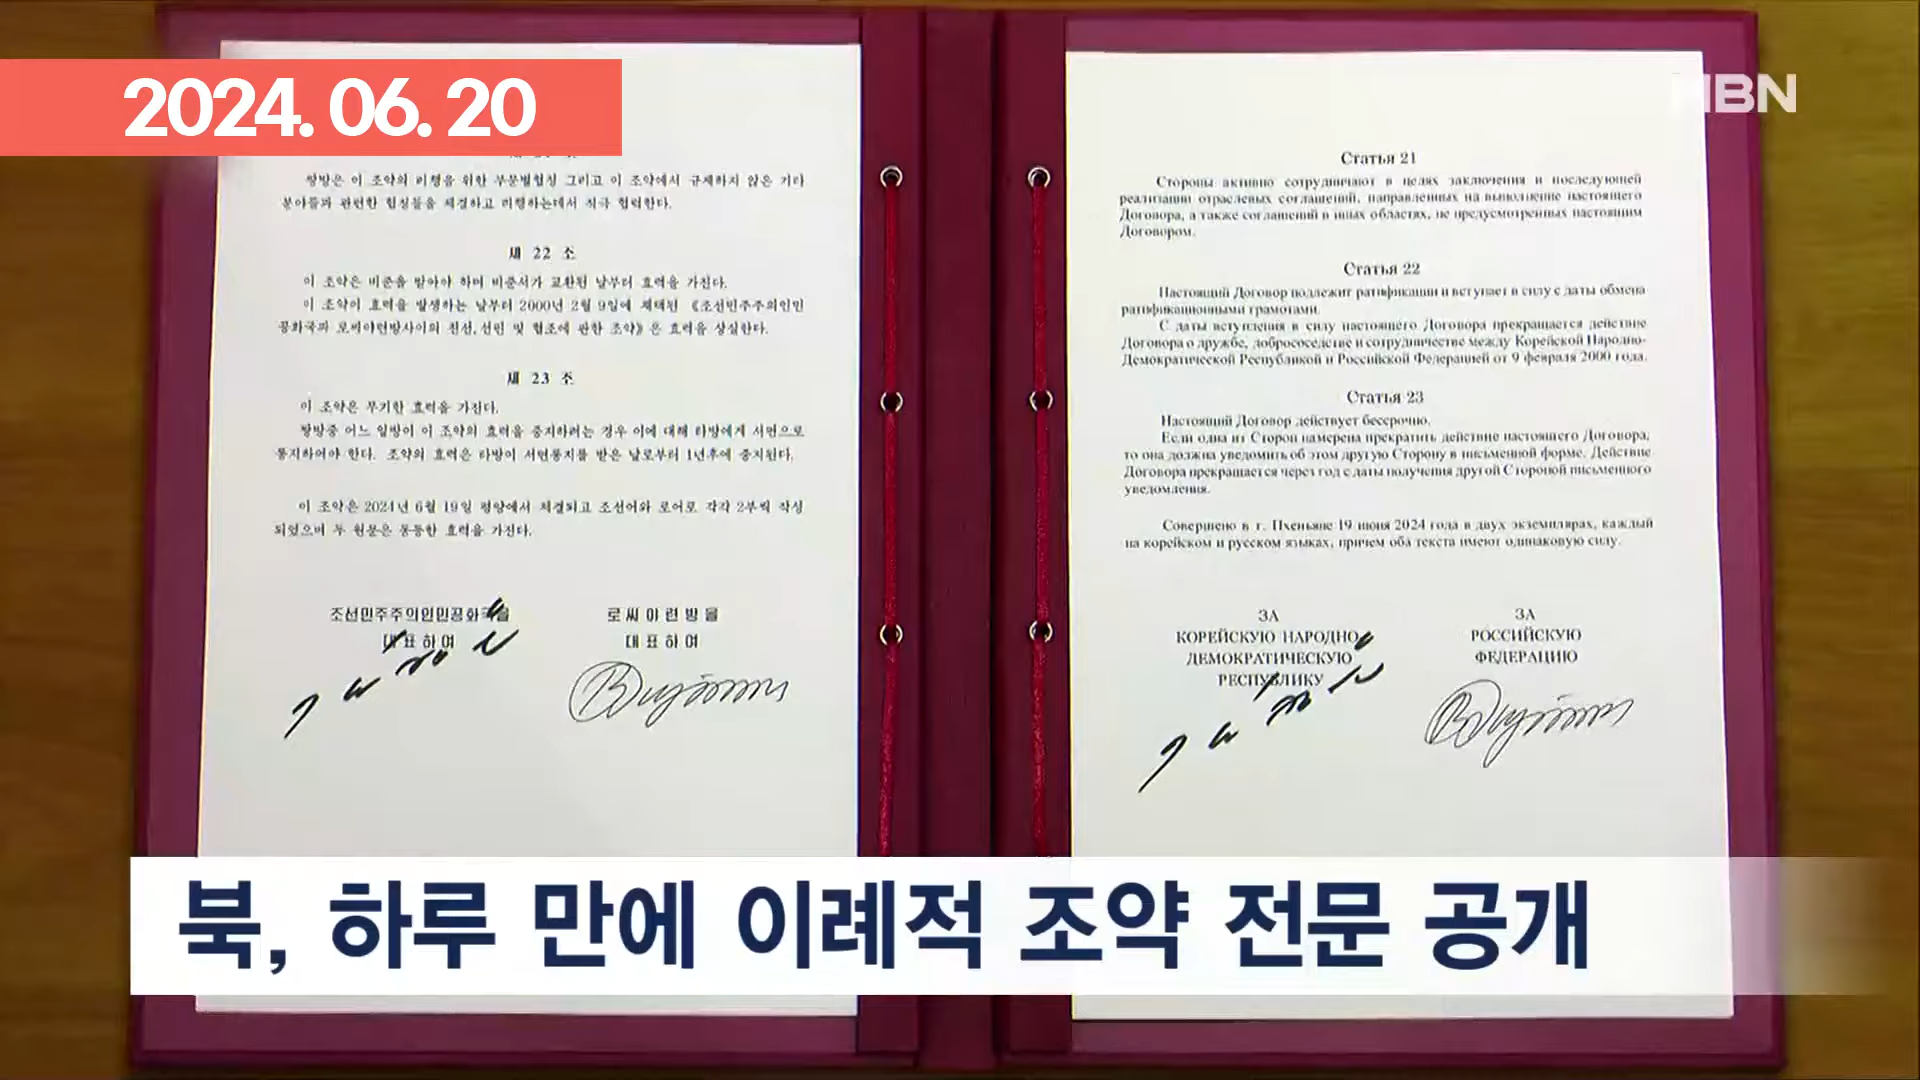 2024. 06. 20
MBN
쌍방은 이 조약의 리행을 위한 부문별협정 그리고 이 조약에서 규제하지 않은 기타
분야들과 관련한 협정들을 체결하고 리행하는데서 적극 협력한다.
제 22 조
이 조약은 비준을 받아야 하며 비준서가 교환된 날부터 효력을 가진다.
이 조약이 효력을 발생하는 날부터 2000년 2월 9일에 채택된 《조선민주주의인민
공화국과 로씨야련방사이의 친선, 선린 및 협조에 관한 조약》은 효력을 상실한다.
제 23 조
이 조약은 무기한 효력을 가진다.
쌍방중 어느 일방이 이 조약의 효력을 중지하려는 경우 이에 대해 타방에게 서면으로
통지하여야 한다. 조약의 효력은 타방이 서면통지를 받은 날로부터 1년후에 중지된다.
이 조약은 2024년 6월 19일 평양에서 체결되고 조선어와 로어로 각각 2부씩 작성
되였으며 두 원문은 동등한 효력을 가진다.
조선민주주의인민공화국을
대표하여
로씨야련방을
대표하여
Статья 21
Стороны активно сотрудничают в целях заключения и последующей
реализации отраслевых соглашений, направленных на выполнение настоящего
Договора, а также соглашений в иных областях, не предусмотренных настоящим
Договором.
Статья 22
Настоящий Договор подлежит ратификации и вступает в силу с даты обмена
ратификационными грамотами.
С даты вступления в силу настоящего Договора прекращается действие
Договора о дружбе, добрососедстве и сотрудничестве между Корейской Народно-
Демократической Республикой и Российской Федерацией от 9 февраля 2000 года.
Статья 23
Настоящий Договор действует бессрочно.
Если одна из Сторон намерена прекратить действие настоящего Договора,
то она должна уведомить об этом другую Сторону в письменной форме. Действие
Договора прекращается через год с даты получения другой Стороной письменного
уведомления.
Совершено в г. Пхеньяне 19 июня 2024 года в двух экземплярах, каждый
на корейском и русском языках, причем оба текста имеют одинаковую силу.
ЗА
КОРЕЙСКУЮ НАРОДНО-
ДЕМОКРАТИЧЕСКУЮ
РЕСПУБЛИКУ
ЗА
РОССИЙСКУЮ
ФЕДЕРАЦИЮ
북, 하루 만에 이례적 조약 전문 공개